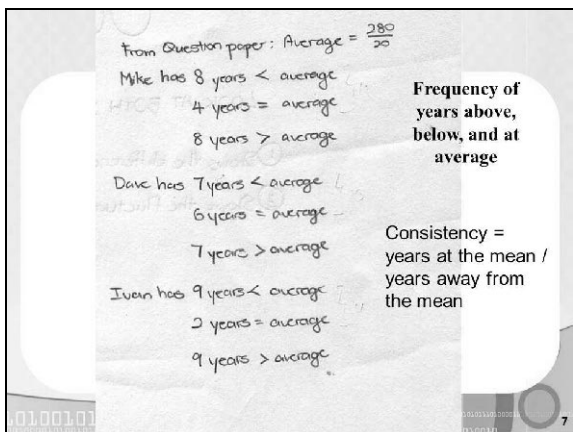 From Question paper: Average = 280/20
Mike has 8 years < average
4 years = average
8 years > average
Dave has 7 years < average
6 years = average
7 years > average
Ivan has 9 years < average
2 years = average
9 years > average
Frequency of
years above,
below, and at
average
Consistency =
years at the mean /
years away from
the mean
01010010
7